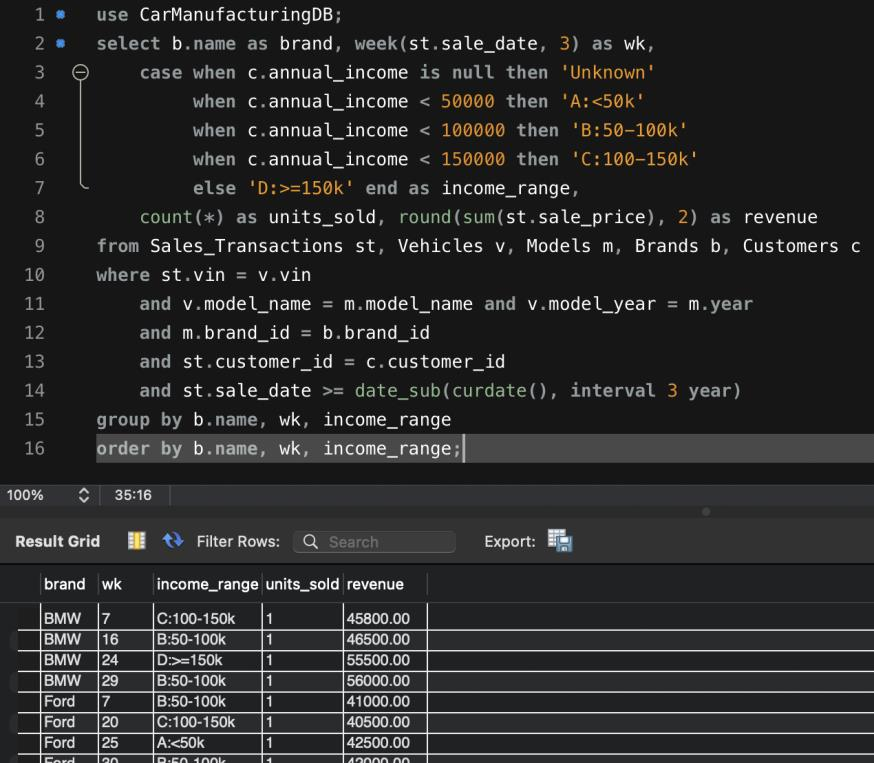 1 use CarManufacturingDB;
2 select b.name as brand, week(st.sale_date, 3) as wk,
3 case when c.annual_income is null then 'Unknown'
4 when c.annual_income < 50000 then 'A:<50k'
5 when c.annual_income < 100000 then 'B:50-100k'
6 when c.annual_income < 150000 then 'C:100-150k'
7 else 'D:>=150k' end as income_range,
8 count(*) as units_sold, round(sum(st.sale_price), 2) as revenue
9 from Sales_Transactions st, Vehicles v, Models m, Brands b, Customers c
10 where st.vin = v.vin
11 and v.model_name = m.model_name and v.model_year = m.year
12 and m.brand_id = b.brand_id
13 and st.customer_id = c.customer_id
14 and st.sale_date >= date_sub(curdate(), interval 3 year)
15 group by b.name, wk, income_range
16 order by b.name, wk, income_range;
100% 35:16
Result Grid Filter Rows: Search Export:
brand wk income_range units_sold revenue
BMW 7 C:100-150k 1 45800.00
BMW 16 B:50-100k 1 46500.00
BMW 24 D:>=150k 1 55500.00
BMW 29 B:50-100k 1 56000.00
Ford 7 B:50-100k 1 41000.00
Ford 20 C:100-150k 1 40500.00
Ford 25 A:<50k 1 42500.00
Ford 30 B:50-100k 1 42000.00